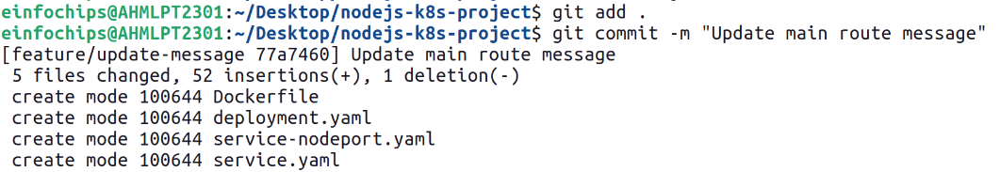 einfochips@AHMLPT2301:~/Desktop/nodejs-k8s-project$ git add .
einfochips@AHMLPT2301:~/Desktop/nodejs-k8s-project$ git commit -m "Update main route message"
[feature/update-message 77a7460] Update main route message
 5 files changed, 52 insertions(+), 1 deletion(-)
 create mode 100644 Dockerfile
 create mode 100644 deployment.yaml
 create mode 100644 service-nodeport.yaml
 create mode 100644 service.yaml